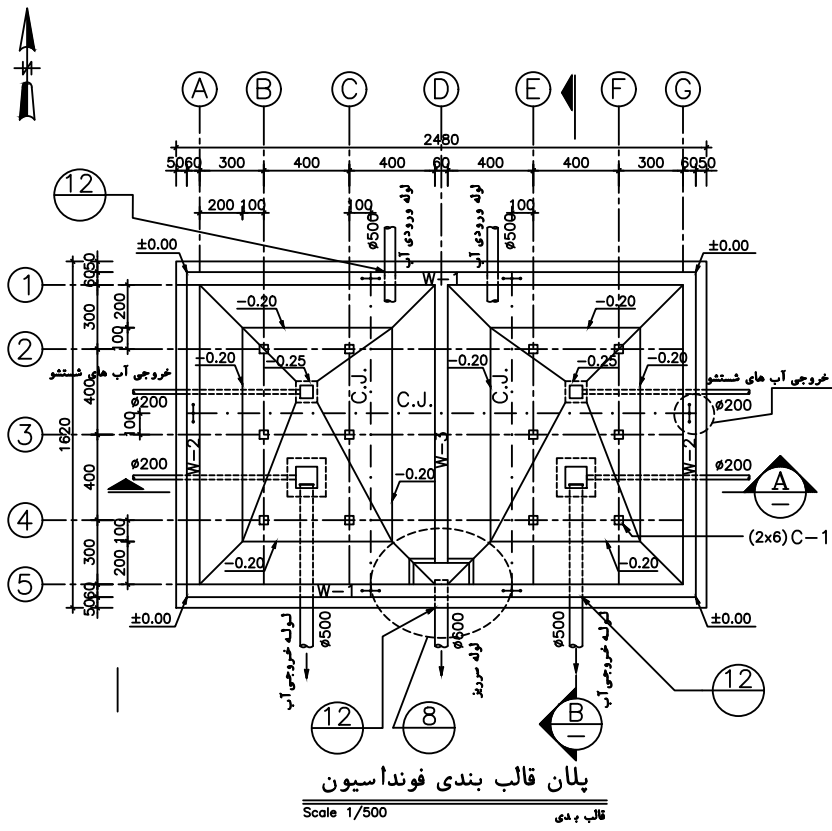 N
A B C D E F G
2480
50 60 300 400 400 60 400 400 300 60 50
12
200 100 100 100
ø500 لوله ورودی آب لوله ورودی آب ø500
±0.00 ±0.00
1 W-1
60 50
-0.20 -0.20
300 200
100
2
-0.20 -0.25 -0.20 -0.25 -0.20
خروجی آب های شستشو خروجی آب های شستشو
C.J. C.J. C.J.
ø200 ø200
400 100
1620
3
W-2 W-3 W-2
ø200 ø200
-0.20
A
–
400
4
100
(2x6) C-1
-0.20 -0.20
300 200
5
W-1
50 60
±0.00 ±0.00
لوله خروجی آب ø500 ø600 لوله سرریز ø500 لوله خروجی آب
12 8 B 12
–
پلان قالب بندی فونداسیون
Scale 1/500 قالب بدی